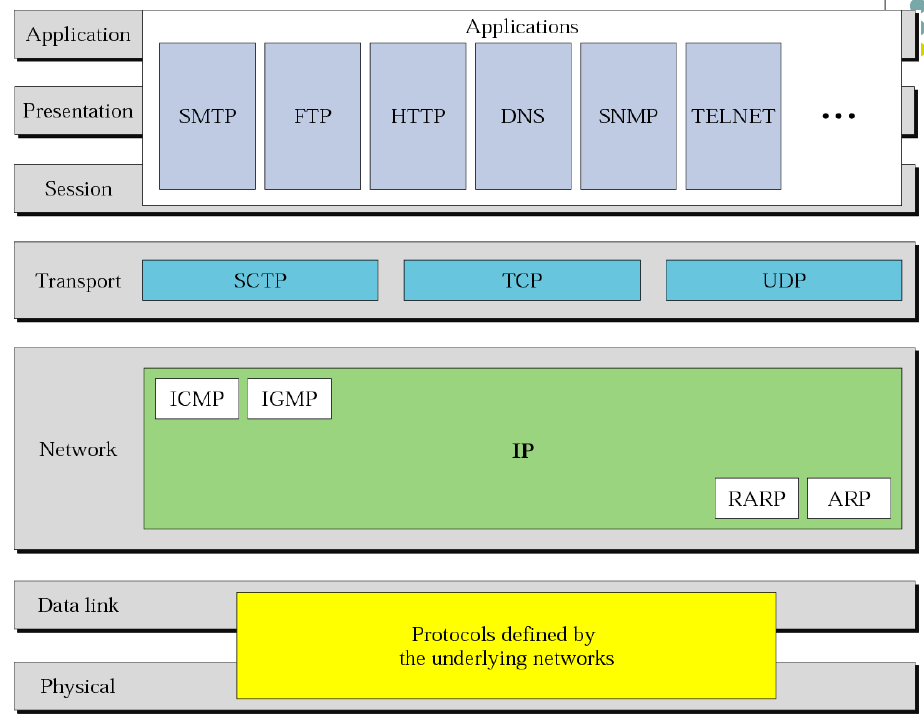 Application
Applications
Presentation
SMTP
FTP
HTTP
DNS
SNMP
TELNET
...
Session
Transport
SCTP
TCP
UDP
Network
ICMP
IGMP
IP
RARP
ARP
Data link
Protocols defined by
the underlying networks
Physical